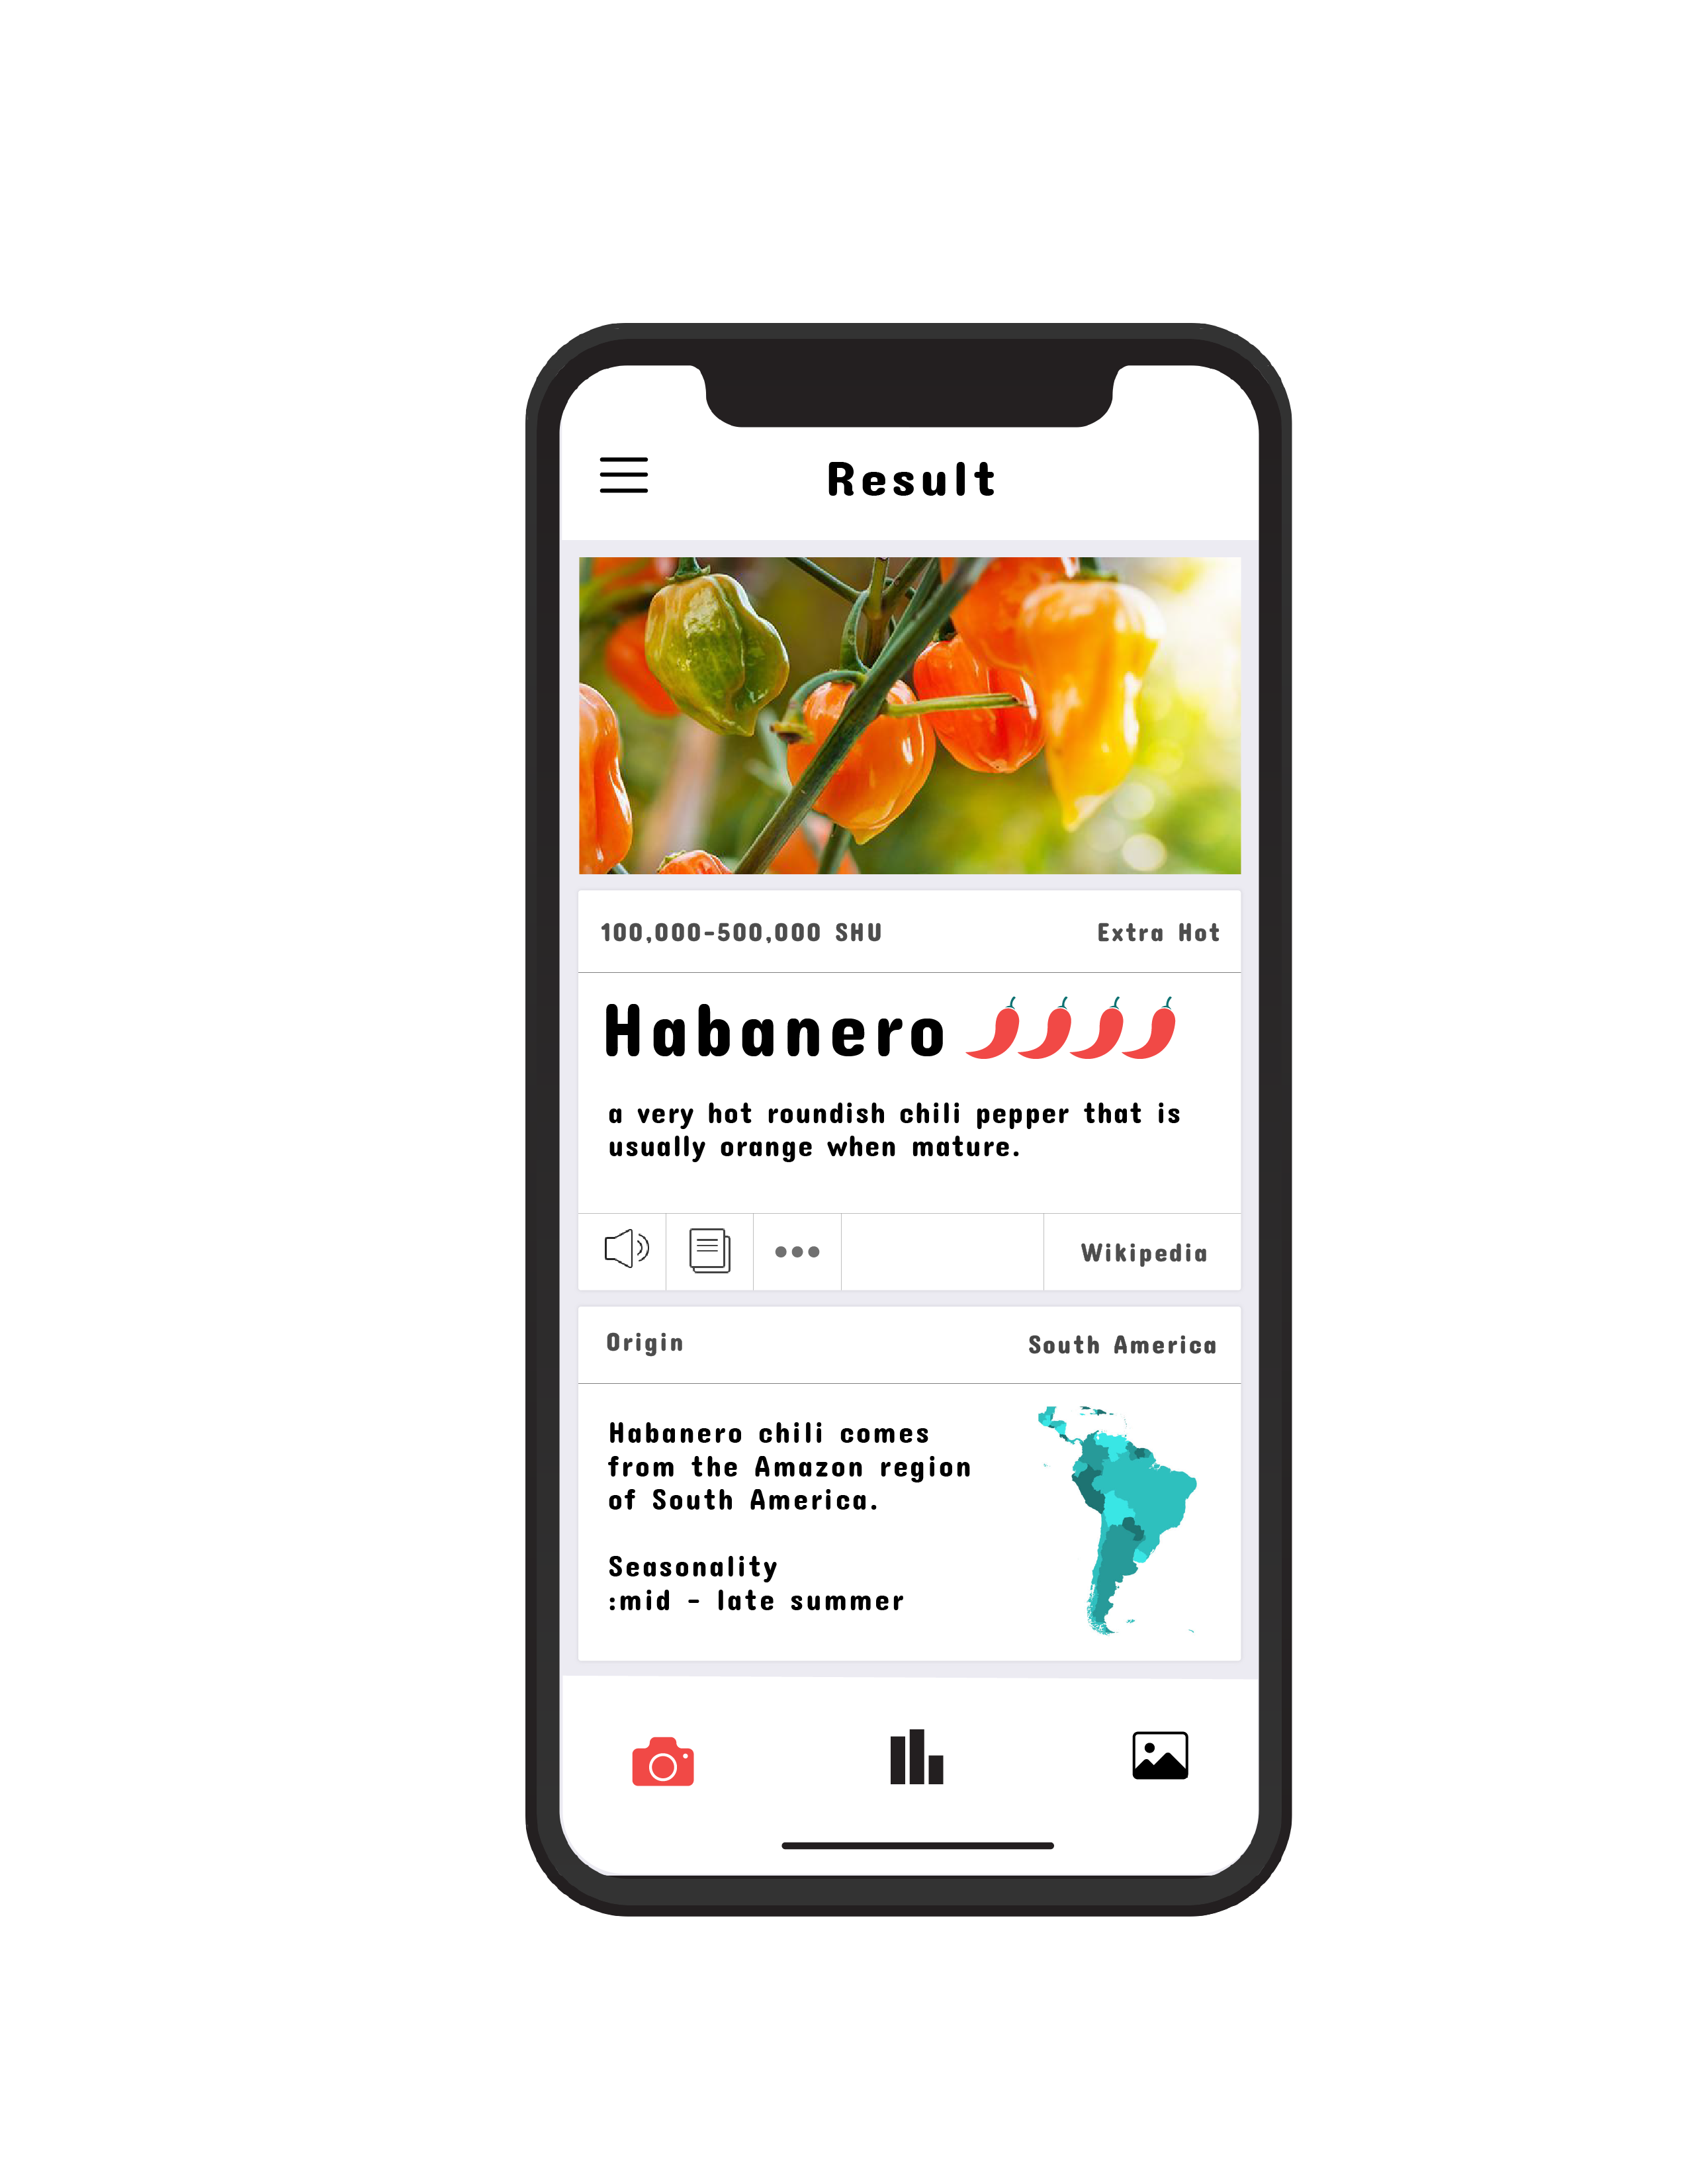 Result
100,000-500,000 SHU
Extra Hot
Habanero
a very hot roundish chili pepper that is
usually orange when mature.
Wikipedia
Origin
South America
Habanero chili comes
from the Amazon region
of South America.
Seasonality
:mid - late summer